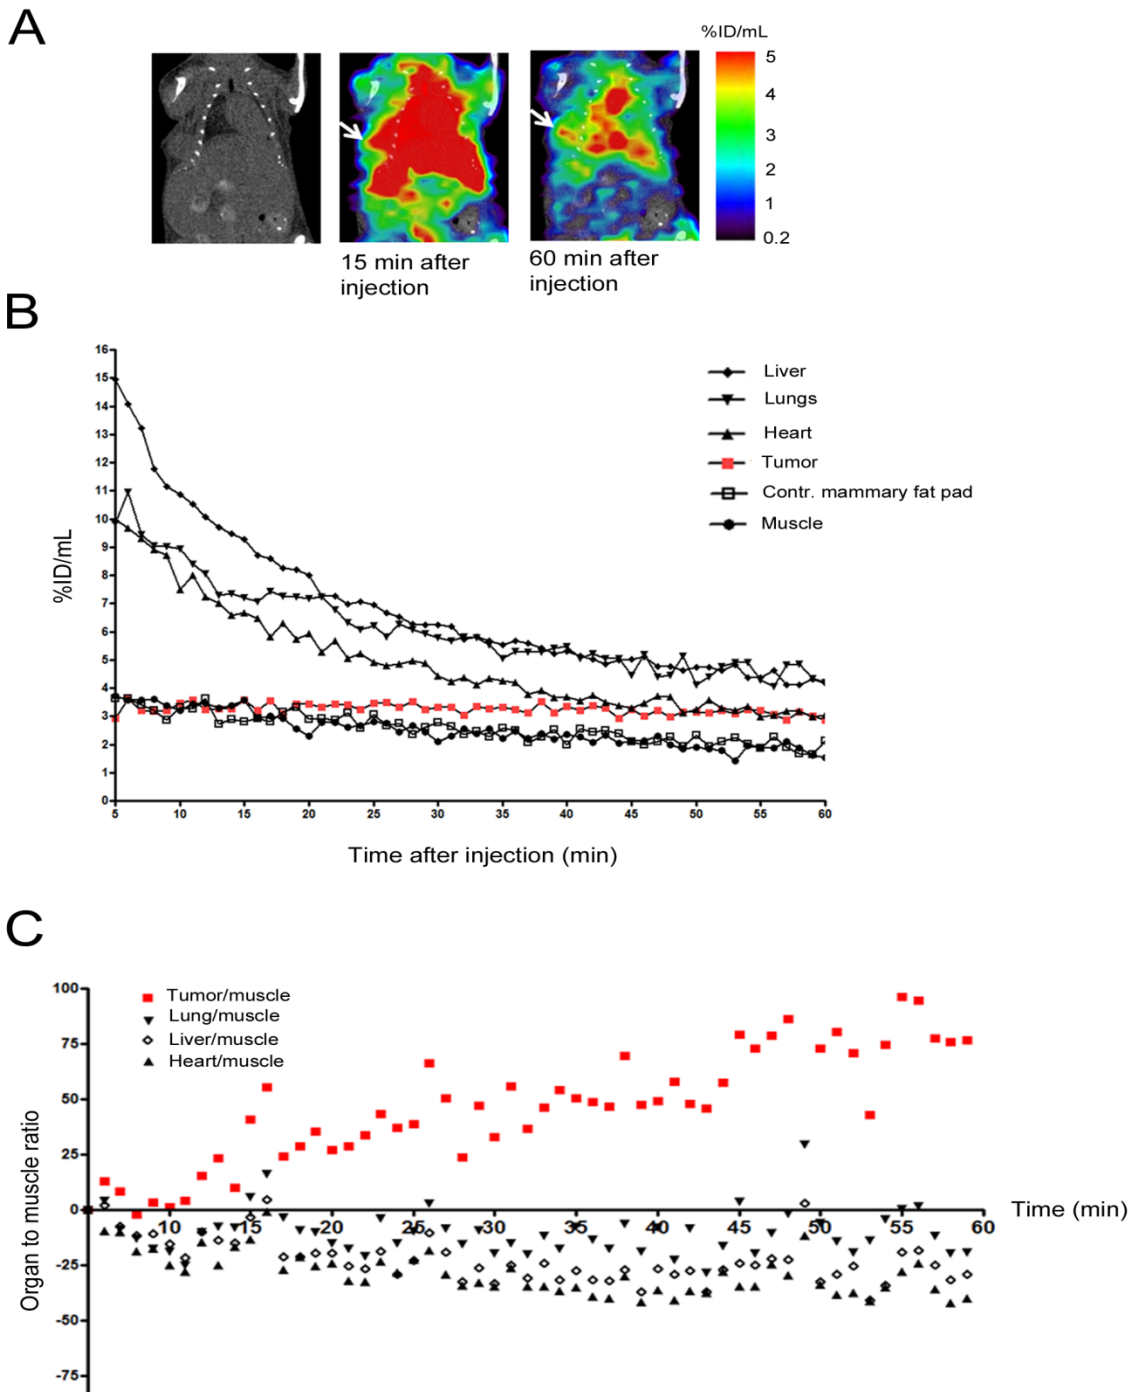 A
%ID/mL
5
4
3
2
1
0.2
15 min after
injection
60 min after
injection
B
16
15
14
13
12
11
10
9
8
7
6
5
4
3
2
1
0
%ID/mL
5 10 15 20 25 30 35 40 45 50 55 60
Time after injection (min)
Liver
Lungs
Heart
Tumor
Contr. mammary fat pad
Muscle
C
100
75
50
25
0
-25
-50
-75
Organ to muscle ratio
Tumor/muscle
Lung/muscle
Liver/muscle
Heart/muscle
10 15 20 25 30 35 40 45 50 55 60
Time (min)